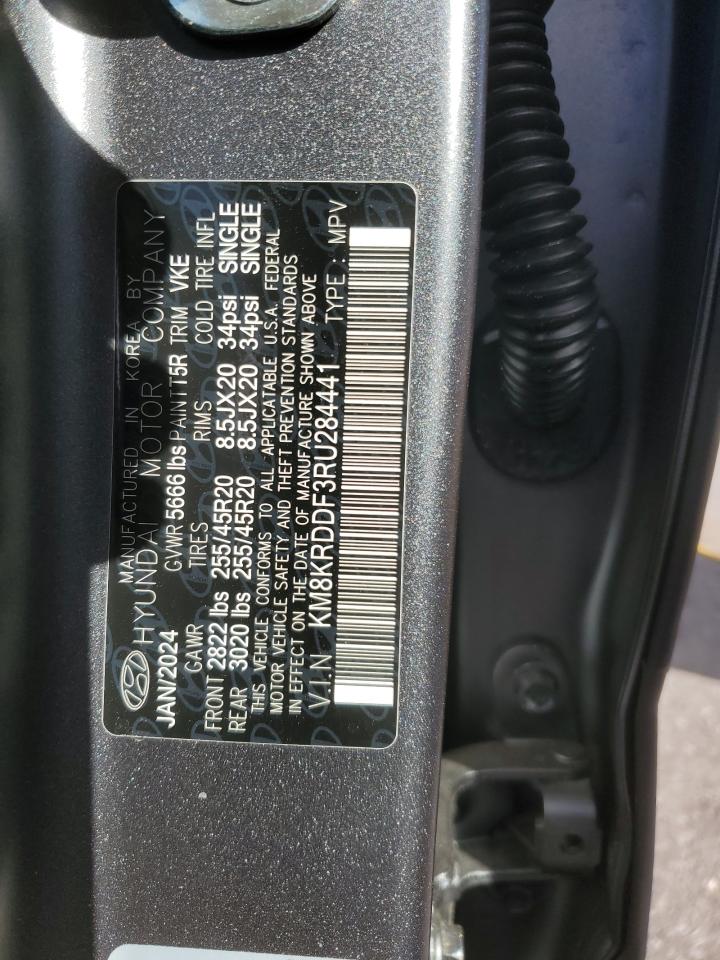 MANUFACTURED IN KOREA BY
HYUNDAI MOTOR COMPANY
JAN/2024 GVWR 5666 lbs PAINT T5R TRIM VKE
GAWR TIRES RIMS COLD TIRE INFL
FRONT 2822 lbs 255/45R20 8.5JX20 34psi SINGLE
REAR 3020 lbs 255/45R20 8.5JX20 34psi SINGLE
THIS VEHICLE CONFORMS TO ALL APPLICATABLE U.S.A. FEDERAL
MOTOR VEHICLE SAFETY AND THEFT PREVENTION STANDARDS
IN EFFECT ON THE DATE OF MANUFACTURE SHOWN ABOVE
V.I.N KM8KRDDF3RU284441 TYPE : MPV